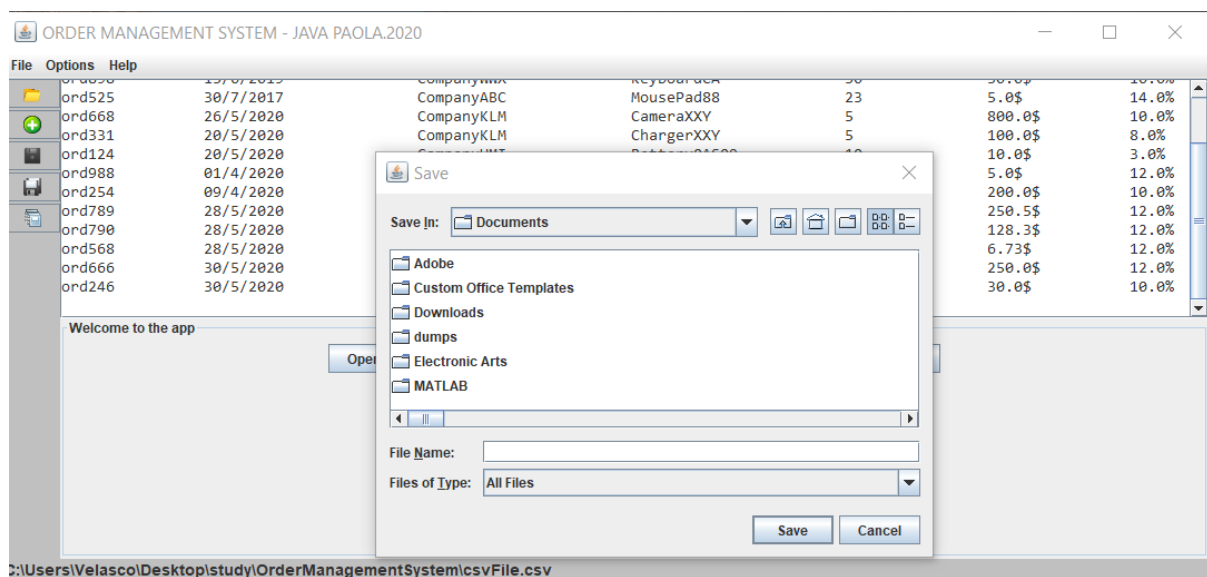 ORDER MANAGEMENT SYSTEM - JAVA PAOLA.2020
File Options Help
ord525 30/7/2017 CompanyABC MousePad88 23 5.0$ 14.0%
ord668 26/5/2020 CompanyKLM CameraXXY 5 800.0$ 10.0%
ord331 20/5/2020 CompanyKLM ChargerXXY 5 100.0$ 8.0%
ord124 20/5/2020 10.0$ 3.0%
ord988 01/4/2020 5.0$ 12.0%
ord254 09/4/2020 200.0$ 10.0%
ord789 28/5/2020 250.5$ 12.0%
ord790 28/5/2020 128.3$ 12.0%
ord568 28/5/2020 6.73$ 12.0%
ord666 30/5/2020 250.0$ 12.0%
ord246 30/5/2020 30.0$ 10.0%
Welcome to the app
Save
Save In: Documents
Adobe
Custom Office Templates
Downloads
dumps
Electronic Arts
MATLAB
File Name:
Files of Type: All Files
Save Cancel
C:\Users\Velasco\Desktop\study\OrderManagementSystem\csvFile.csv